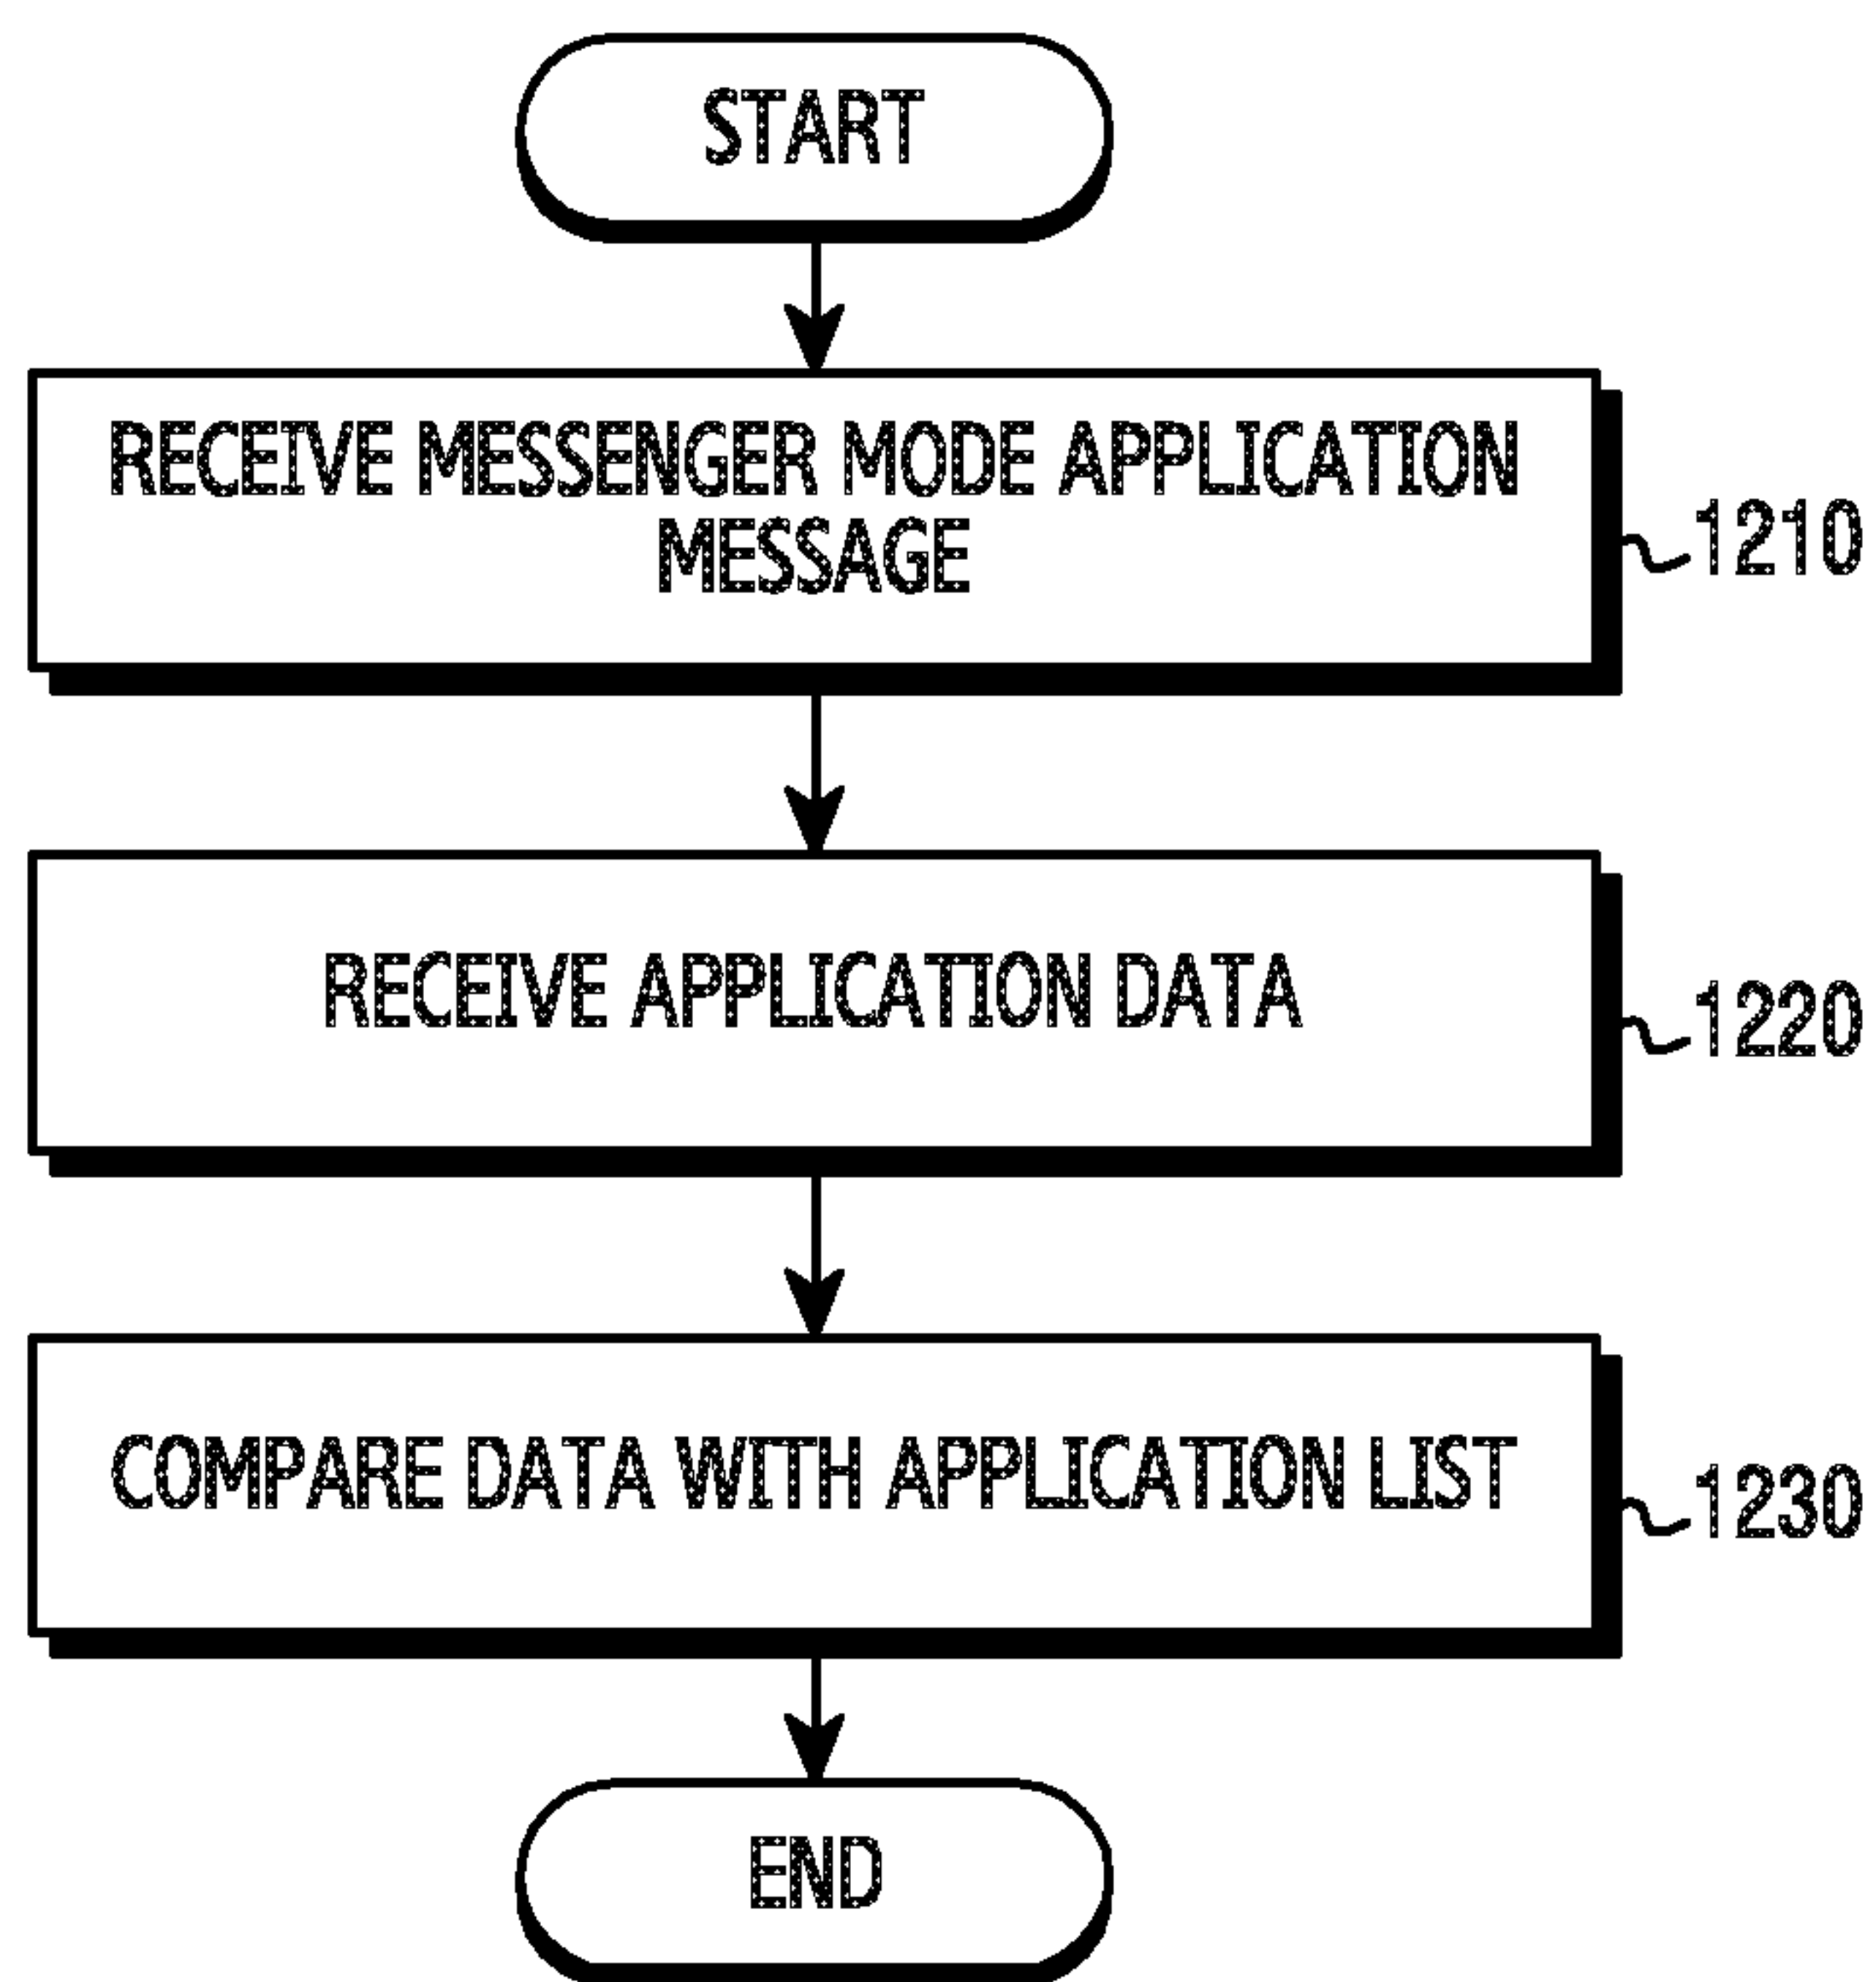 START
RECEIVE MESSENGER MODE APPLICATION
MESSAGE
1210
RECEIVE APPLICATION DATA
1220
COMPARE DATA WITH APPLICATION LIST
1230
END